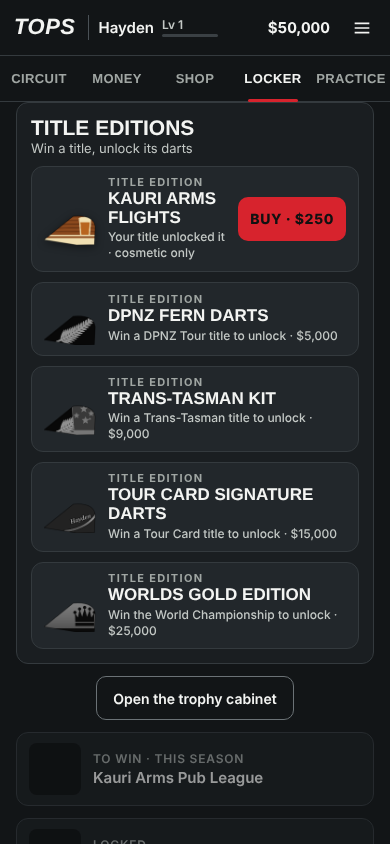 TOPS Hayden Lv 1 $50,000
CIRCUIT MONEY SHOP LOCKER PRACTICE
TITLE EDITIONS
Win a title, unlock its darts
TITLE EDITION
KAURI ARMS
FLIGHTS
Your title unlocked it
· cosmetic only
BUY · $250
TITLE EDITION
DPNZ FERN DARTS
Win a DPNZ Tour title to unlock · $5,000
TITLE EDITION
TRANS-TASMAN KIT
Win a Trans-Tasman title to unlock ·
$9,000
TITLE EDITION
TOUR CARD SIGNATURE
DARTS
Win a Tour Card title to unlock · $15,000
Hayden
TITLE EDITION
WORLDS GOLD EDITION
Win the World Championship to unlock ·
$25,000
Open the trophy cabinet
TO WIN · THIS SEASON
Kauri Arms Pub League
LOCKED